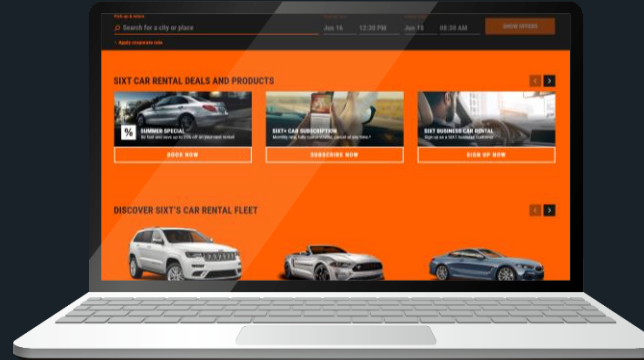 Pick up & return
Search for a city or place
Jun 16 12:30 PM Jun 19 08:30 AM
SHOW OFFERS
Apply corporate rate
SIXT CAR RENTAL DEALS AND PRODUCTS
%
SUMMER SPECIAL
BOOK NOW
SIXT+ CAR SUBSCRIPTION
SUBSCRIBE NOW
SIXT BUSINESS CAR RENTAL
SIGN UP NOW
DISCOVER SIXT'S CAR RENTAL FLEET